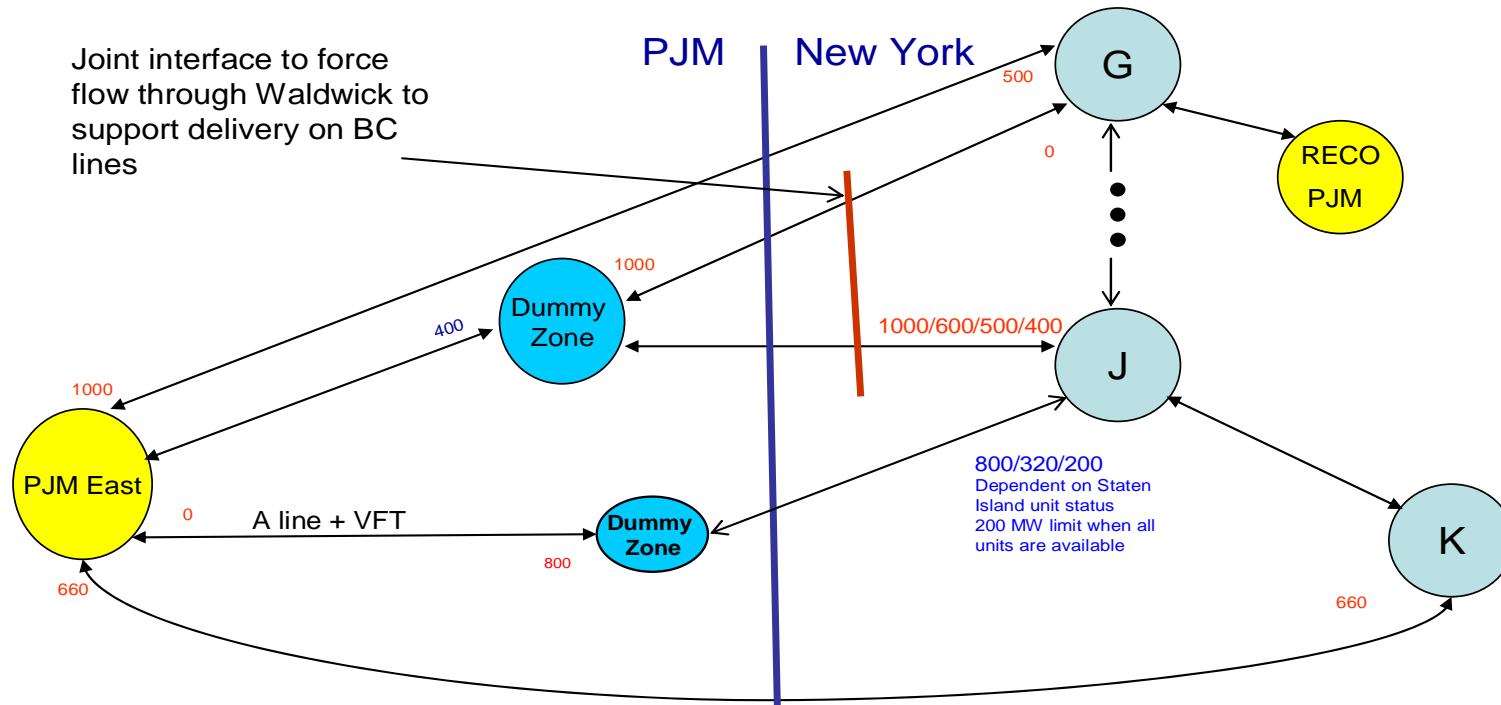 Joint interface to force
flow through Waldwick to
support delivery on BC
lines
PJM
New York
500
G
0
RECO
PJM
1000
Dummy
Zone
400
1000/600/500/400
J
1000
PJM East
0
A line + VFT
800
Dummy
Zone
800/320/200
Dependent on Staten
Island unit status
200 MW limit when all
units are available
K
660
660